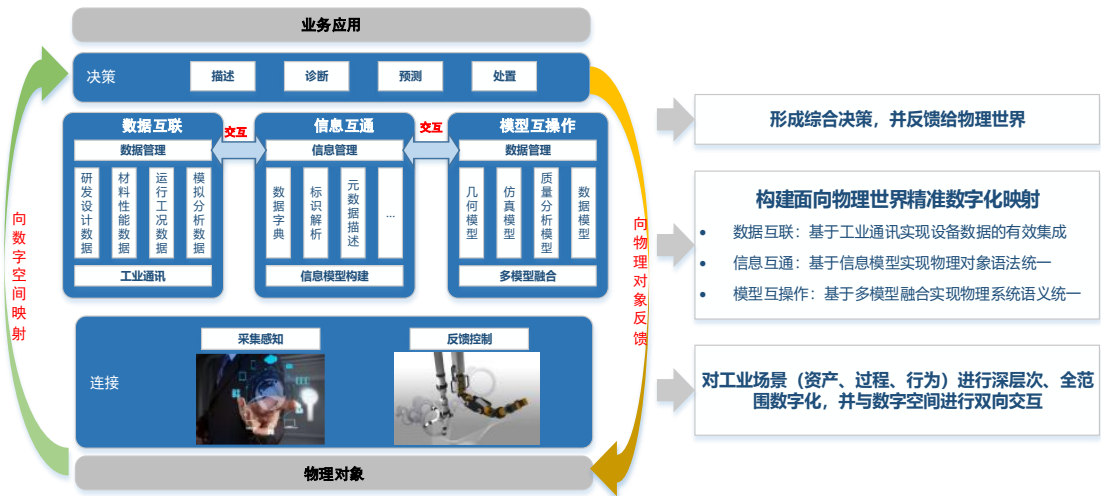 业务应用
决策
描述
诊断
预测
处置
数据互联
交互
信息互通
交互
模型互操作
数据管理
信息管理
数据管理
研发设计数据
材料性能数据
运行工况数据
模拟分析数据
数据字典
标识解析
元数据描述
...
几何模型
仿真模型
质量分析模型
数据模型
工业通讯
信息模型构建
多模型融合
连接
采集感知
反馈控制
物理对象
向数字空间映射
向物理对象反馈
形成综合决策，并反馈给物理世界
构建面向物理世界精准数字化映射
• 数据互联：基于工业通讯实现设备数据的有效集成
• 信息互通：基于信息模型实现物理对象语法统一
• 模型互操作：基于多模型融合实现物理系统语义统一
对工业场景（资产、过程、行为）进行深层次、全范
围数字化，并与数字空间进行双向交互